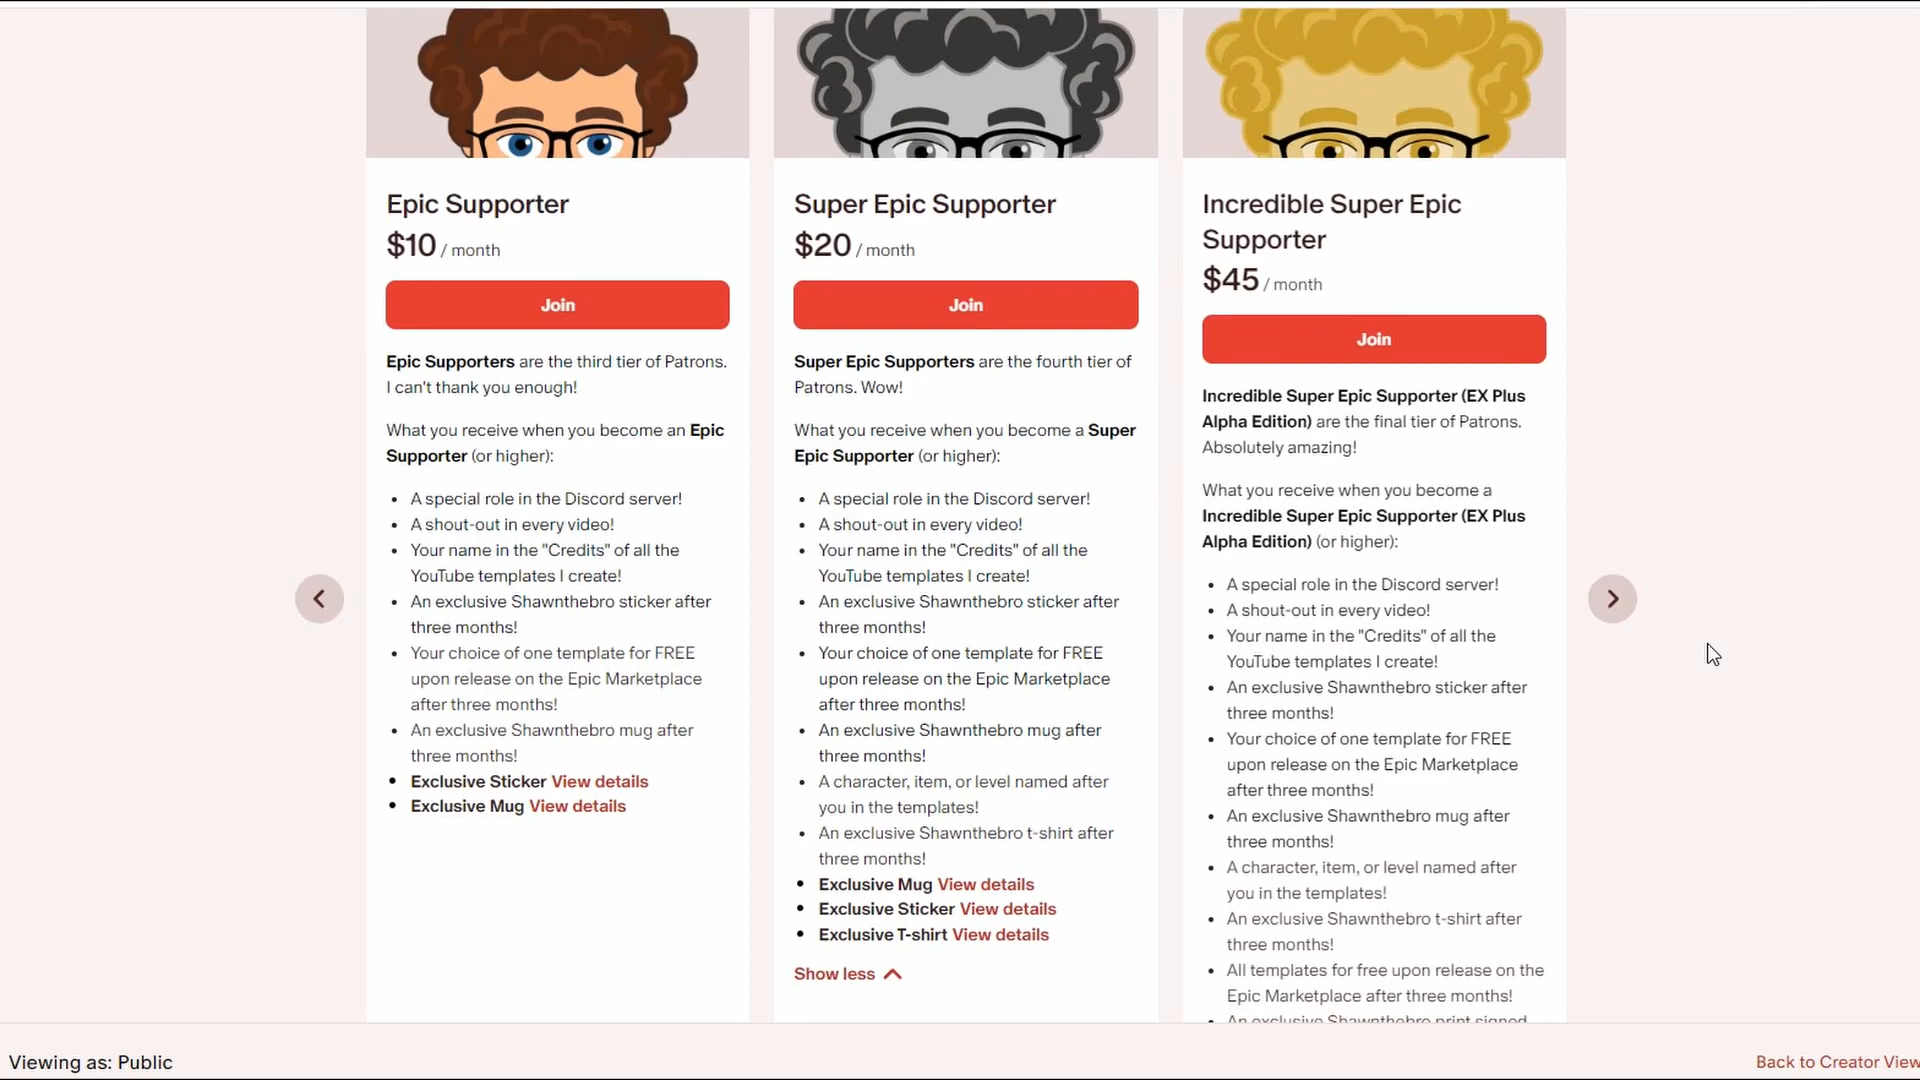 Epic Supporter
$10 / month
Join
Epic Supporters are the third tier of Patrons.
I can't thank you enough!
What you receive when you become an Epic
Supporter (or higher):
• A special role in the Discord server!
• A shout-out in every video!
• Your name in the "Credits" of all the
YouTube templates I create!
• An exclusive Shawnthebro sticker after
three months!
• Your choice of one template for FREE
upon release on the Epic Marketplace
after three months!
• An exclusive Shawnthebro mug after
three months!
• Exclusive Sticker View details
• Exclusive Mug View details
Super Epic Supporter
$20 / month
Join
Super Epic Supporters are the fourth tier of
Patrons. Wow!
What you receive when you become a Super
Epic Supporter (or higher):
• A special role in the Discord server!
• A shout-out in every video!
• Your name in the "Credits" of all the
YouTube templates I create!
• An exclusive Shawnthebro sticker after
three months!
• Your choice of one template for FREE
upon release on the Epic Marketplace
after three months!
• An exclusive Shawnthebro mug after
three months!
• A character, item, or level named after
you in the templates!
• An exclusive Shawnthebro t-shirt after
three months!
• Exclusive Mug View details
• Exclusive Sticker View details
• Exclusive T-shirt View details
Show less
Incredible Super Epic
Supporter
$45 / month
Join
Incredible Super Epic Supporter (EX Plus
Alpha Edition) are the final tier of Patrons.
Absolutely amazing!
What you receive when you become a
Incredible Super Epic Supporter (EX Plus
Alpha Edition) (or higher):
• A special role in the Discord server!
• A shout-out in every video!
• Your name in the "Credits" of all the
YouTube templates I create!
• An exclusive Shawnthebro sticker after
three months!
• Your choice of one template for FREE
upon release on the Epic Marketplace
after three months!
• An exclusive Shawnthebro mug after
three months!
• A character, item, or level named after
you in the templates!
• An exclusive Shawnthebro t-shirt after
three months!
• All templates for free upon release on the
Epic Marketplace after three months!
• An exclusive Shawnthebro print signed
Viewing as: Public
Back to Creator View